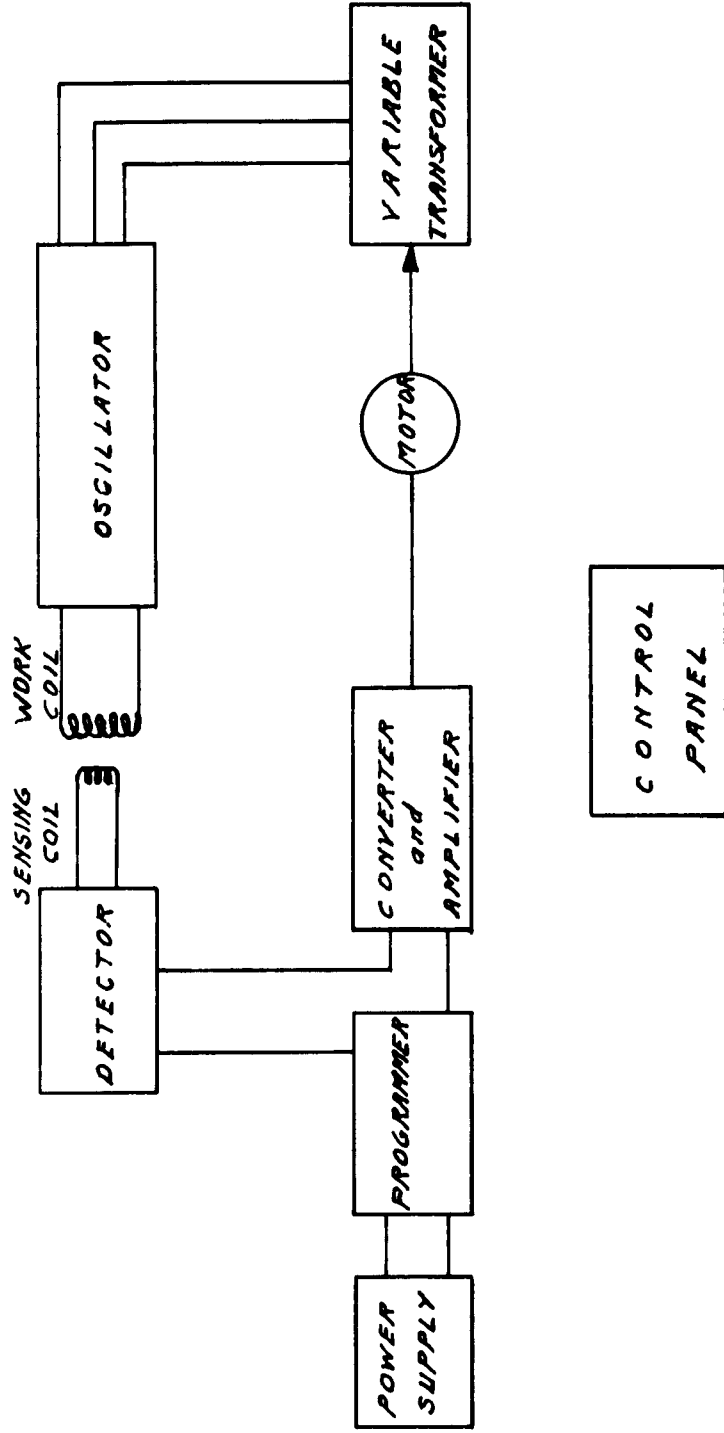 WORK
COIL
SENSING
COIL
DETECTOR
OSCILLATOR
POWER
SUPPLY
PROGRAMMER
CONVERTER
and
AMPLIFIER
MOTOR
VARIABLE
TRANSFORMER
CONTROL
PANEL